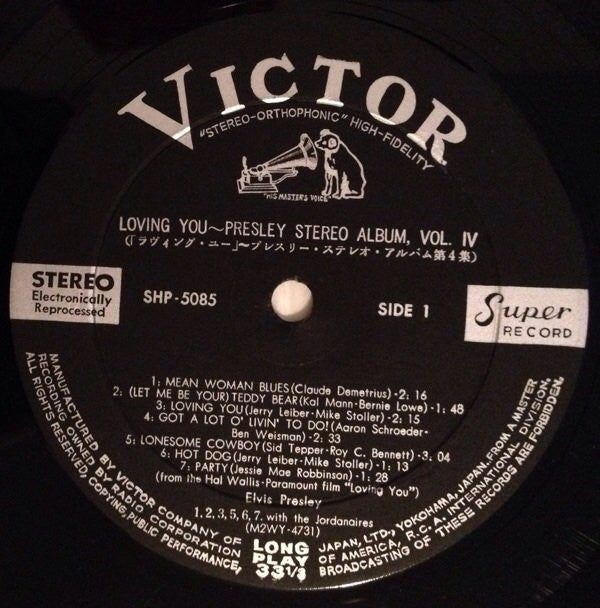 VICTOR
"STEREO-ORTHOPHONIC" HIGH-FIDELITY
"HIS MASTER'S VOICE"
LOVING YOU~PRESLEY STEREO ALBUM, VOL. IV
(「ラヴィング・ユー」~プレスリー・ステレオ・アルバム第4集)
STEREO
Electronically
Reprocessed
SHP-5085
SIDE 1
Super
RECORD
1: MEAN WOMAN BLUES (Claude Demetrius)-2: 16
2: (LET ME BE YOUR) TEDDY BEAR (Kal Mann-Bernie Lowe)-1: 48
3: LOVING YOU (Jerry Leiber-Mike Stoller)-2: 15
4: GOT A LOT O' LIVIN' TO DO! (Aaron Schroeder-
Ben Weisman)-2: 33
5: LONESOME COWBOY (Sid Tepper-Roy C. Bennett)-3. 04
6: HOT DOG (Jerry Leiber-Mike Stoller)-1: 13
7: PARTY (Jessie Mae Robbinson)-1: 28
(from the Hal Wallis-Paramount film "Loving You")
Elvis Presley
1, 2, 3, 5, 6, 7. with the Jordanaires
(M2WY-4731)
LONG
PLAY
33 1/3
MANUFACTURED BY VICTOR COMPANY OF JAPAN, LTD., YOKOHAMA, JAPAN. FROM A MASTER
RECORDING OWNED BY RADIO CORPORATION OF AMERICA, R.C.A. INTERNATIONAL DIVISION.
ALL RIGHTS RESERVED, COPYING, PUBLIC PERFORMANCE, BROADCASTING OF THESE RECORDS ARE FORBIDDEN.